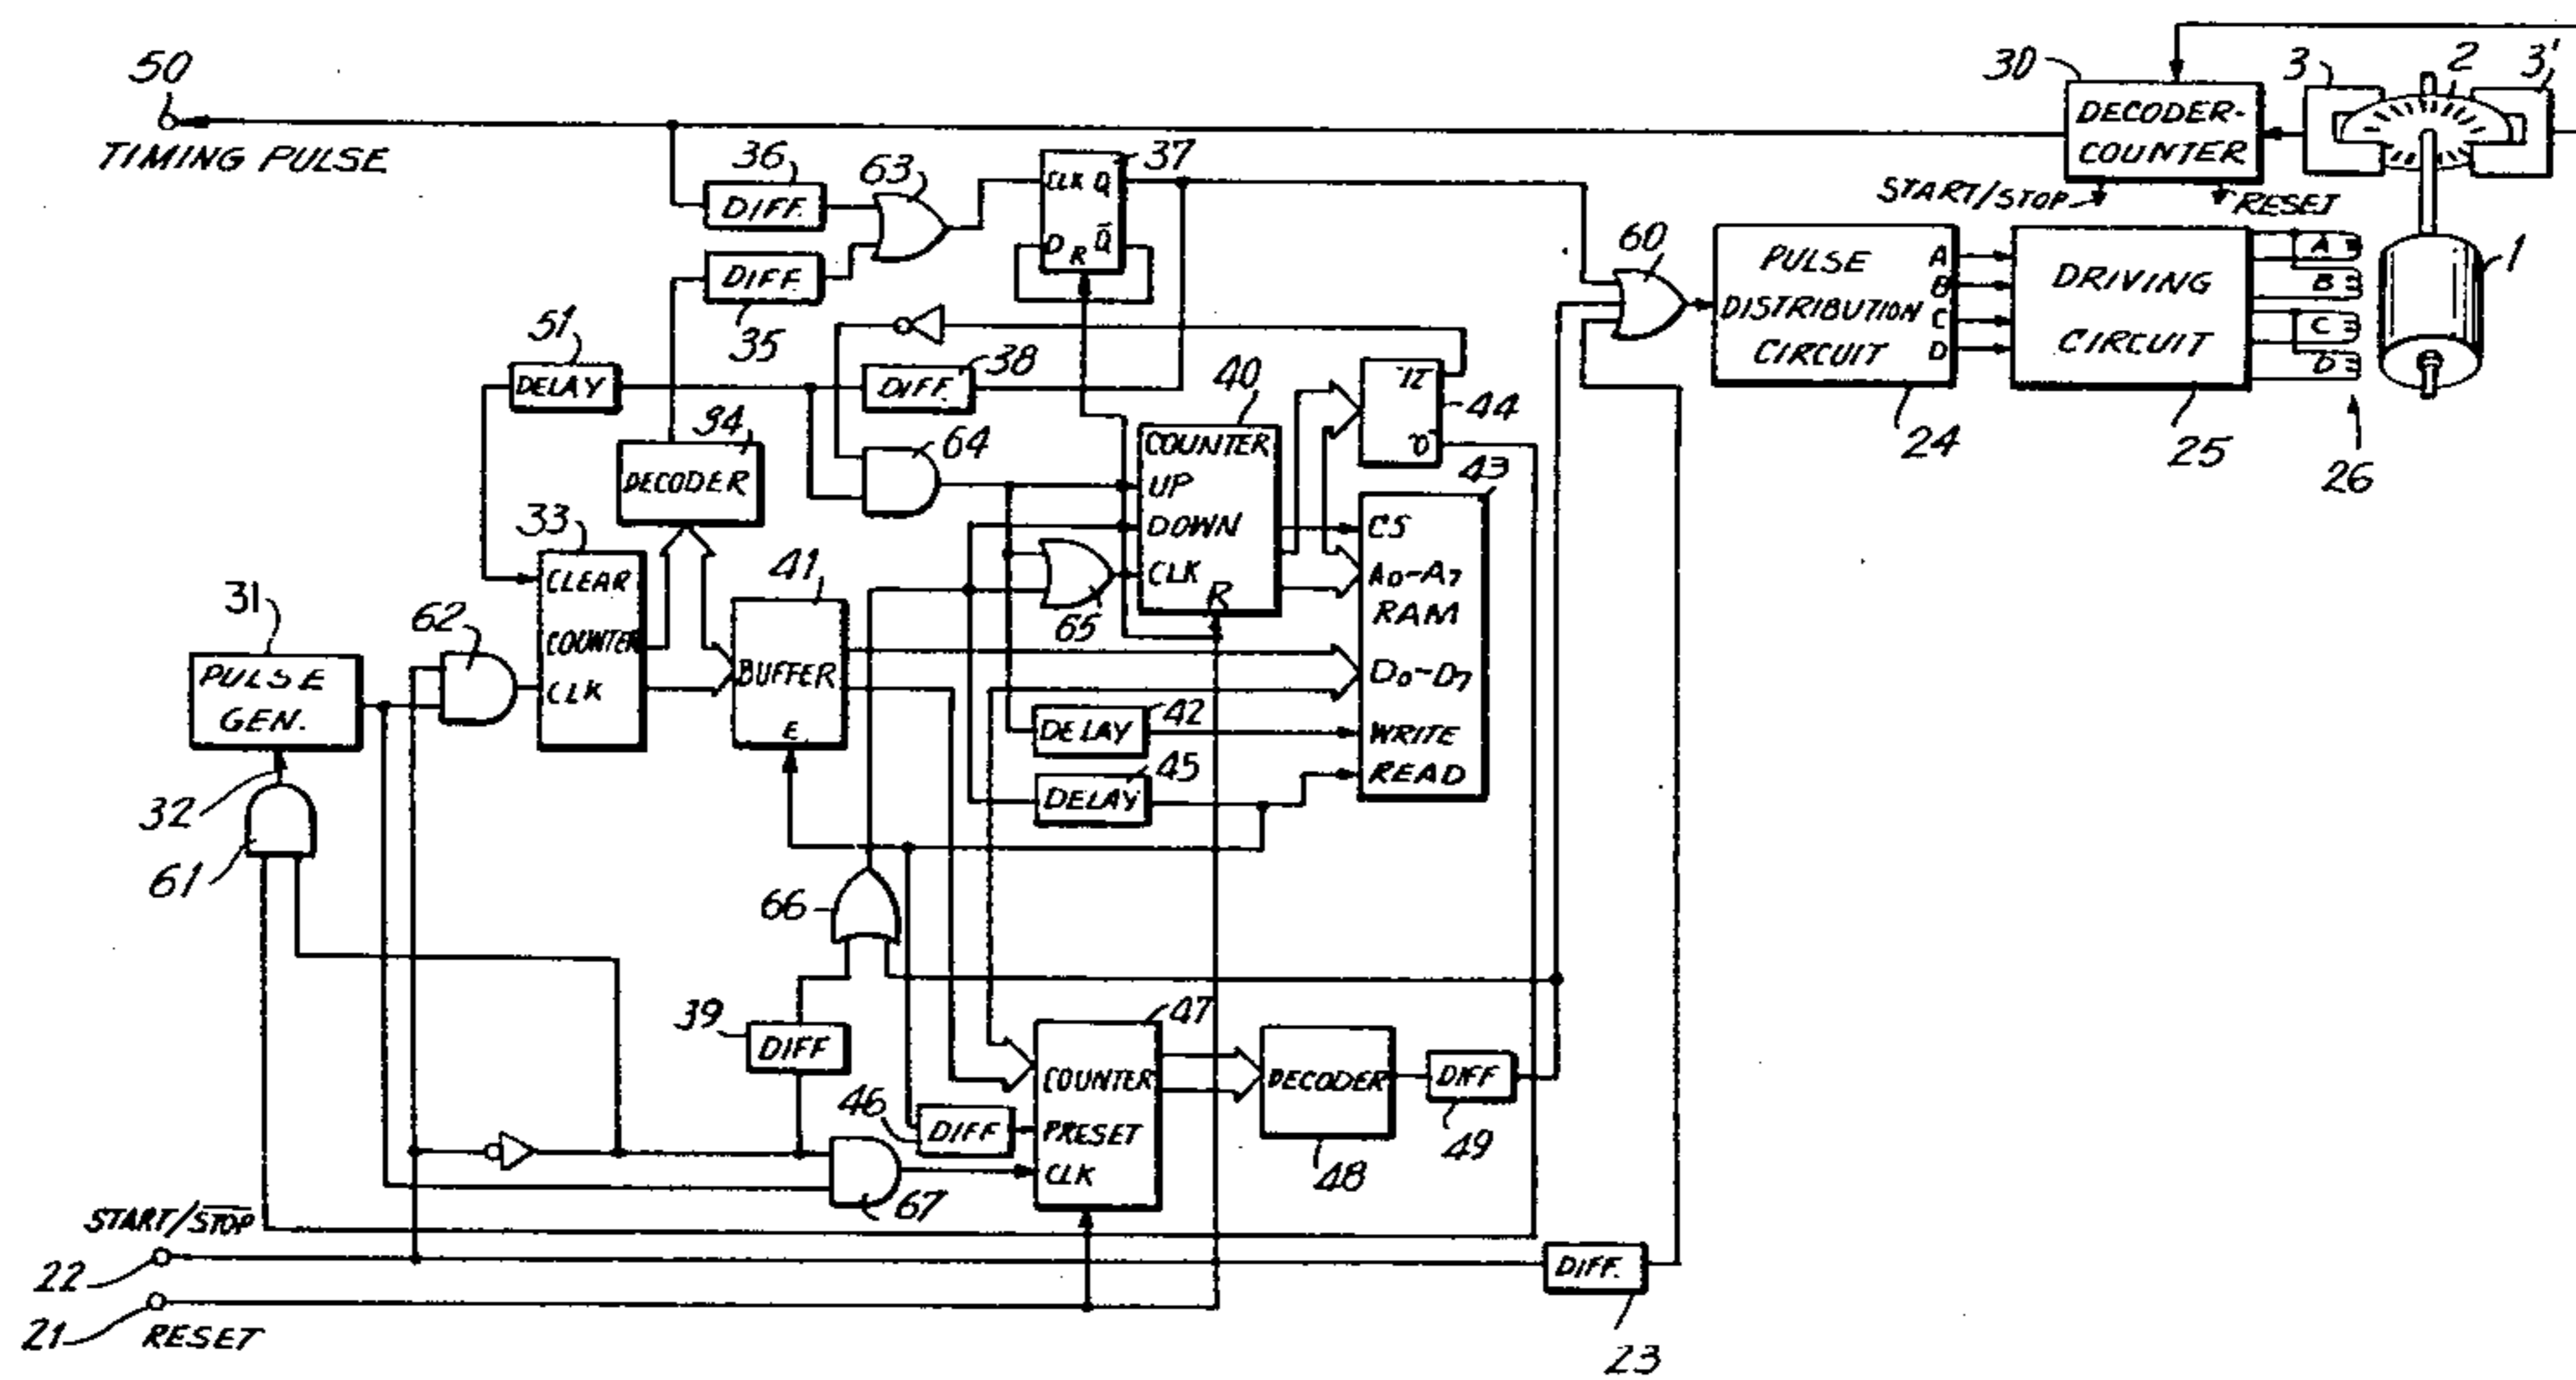 50
TIMING PULSE
36
DIFF.
63
37
CLK Q
D R Q̅
DIFF.
35
30
DECODER-
COUNTER
START/STOP
RESET
3
2
3'
1
60
PULSE
DISTRIBUTION
CIRCUIT
A
B
C
D
24
DRIVING
CIRCUIT
25
A
B
C
D
26
51
DELAY
DIFF.
38
34
DECODER
64
40
COUNTER
UP
DOWN
CLK
R
65
44
"0"
43
CS
A0-A7
RAM
D0-D7
WRITE
READ
33
CLEAR
COUNTER
CLK
41
BUFFER
E
31
PULSE
GEN.
62
32
61
42
DELAY
45
DELAY
66
39
DIFF
46
DIFF
47
COUNTER
PRESET
CLK
DECODER
48
DIFF
49
67
START/S̅T̅O̅P̅
22
21
RESET
DIFF.
23